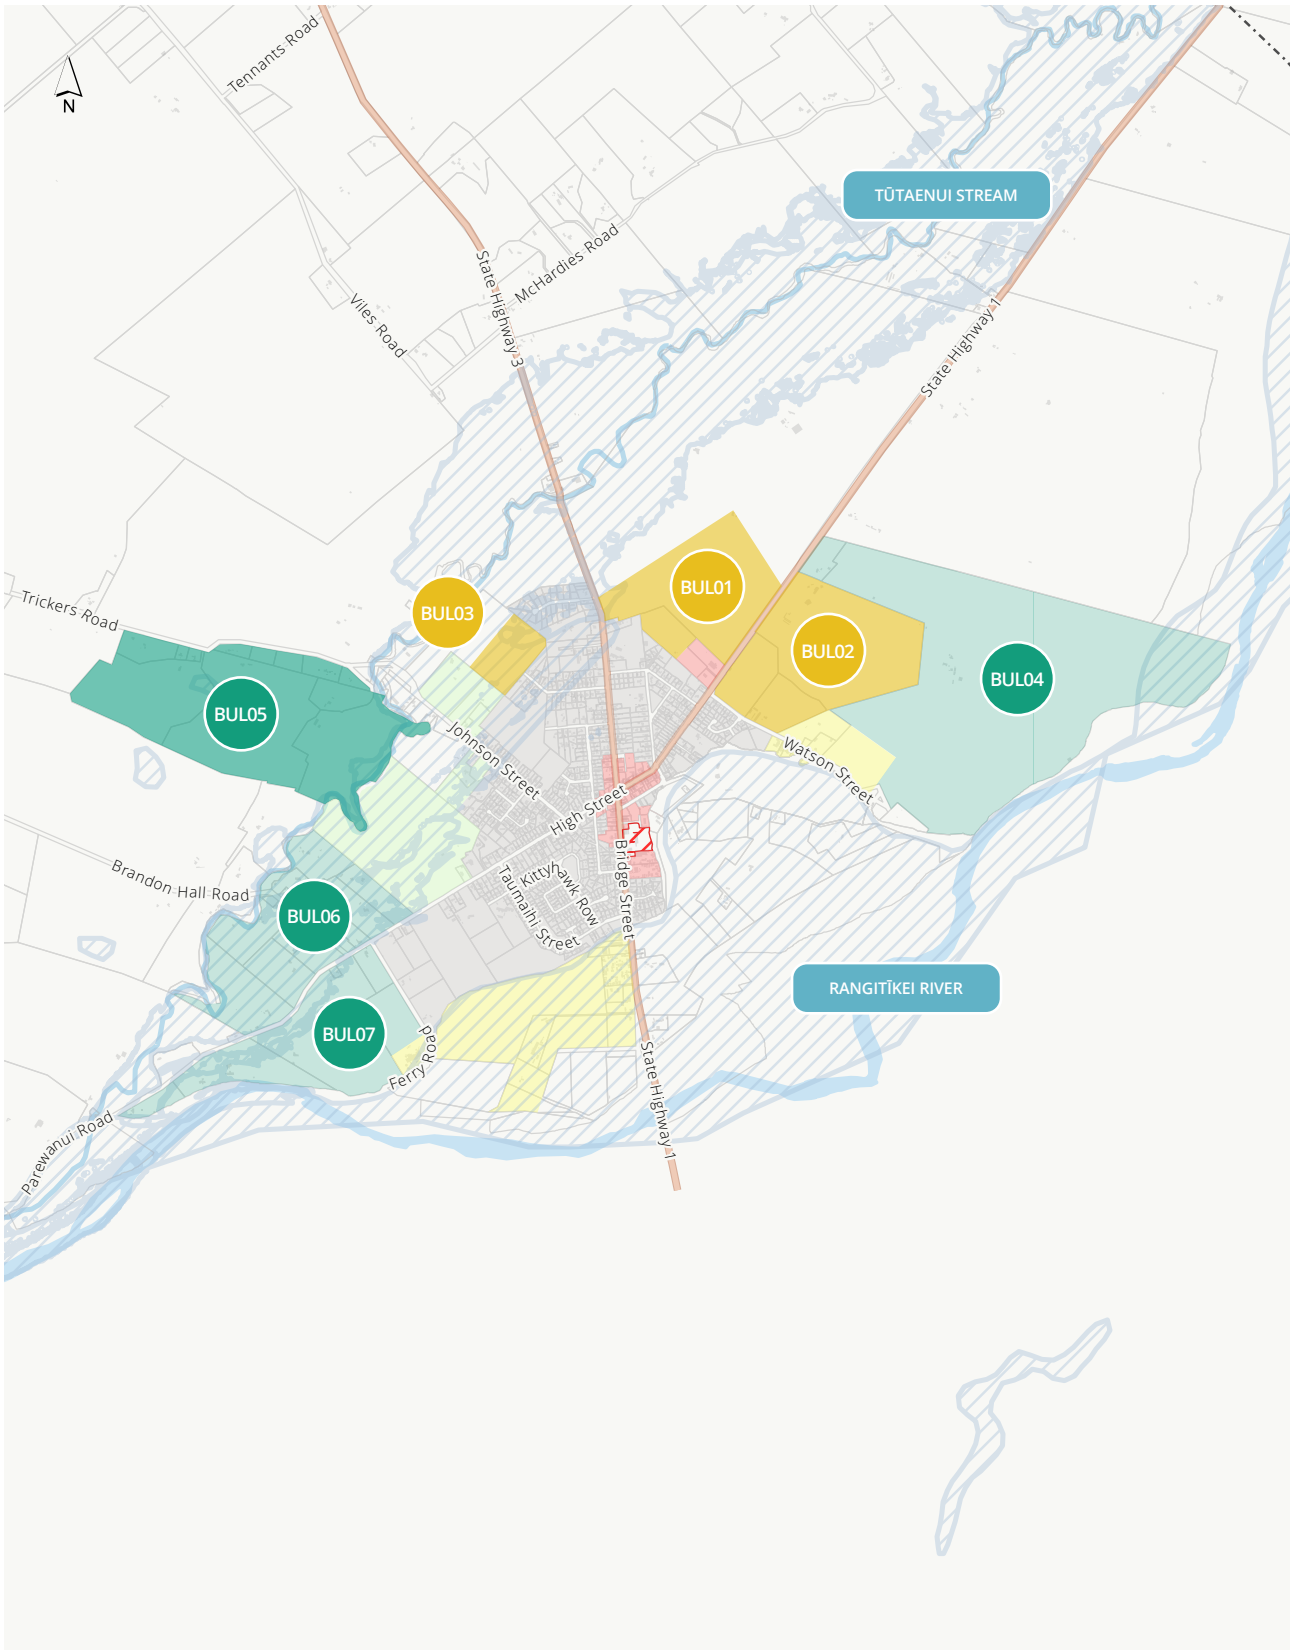 Tennants Road
N
TŪTAENUI STREAM
State Highway 3
McHardies Road
Viles Road
State Highway 1
BUL01
BUL03
Trickers Road
BUL02
BUL04
BUL05
Johnson Street
Watson Street
High Street
Bridge Street
Kittyhawk Row
Taumaihi Street
Brandon Hall Road
BUL06
RANGITĪKEI RIVER
BUL07
Ferry Road
State Highway 1
Parewanui Road